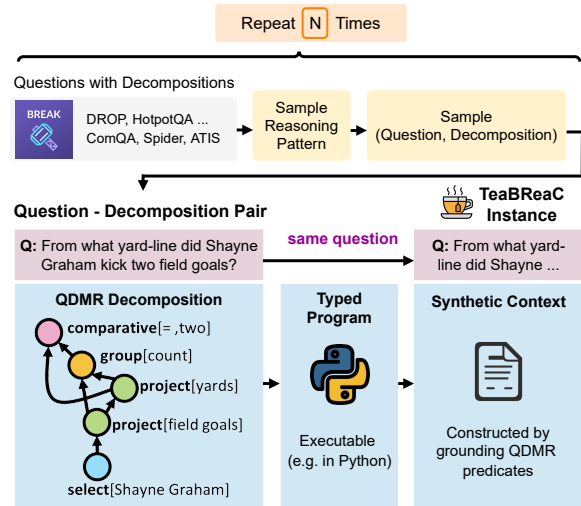 Repeat N Times
Questions with Decompositions
BREAK
DROP, HotpotQA ...
ComQA, Spider, ATIS
Sample
Reasoning
Pattern
Sample
(Question, Decomposition)
Question - Decomposition Pair
TeaBReaC
Instance
Q: From what yard-line did Shayne
Graham kick two field goals?
same question
Q: From what yard-
line did Shayne ...
QDMR Decomposition
comparative[= ,two]
group[count]
project[yards]
project[field goals]
select[Shayne Graham]
Typed
Program
Executable
(e.g. in Python)
Synthetic Context
Constructed by
grounding QDMR
predicates